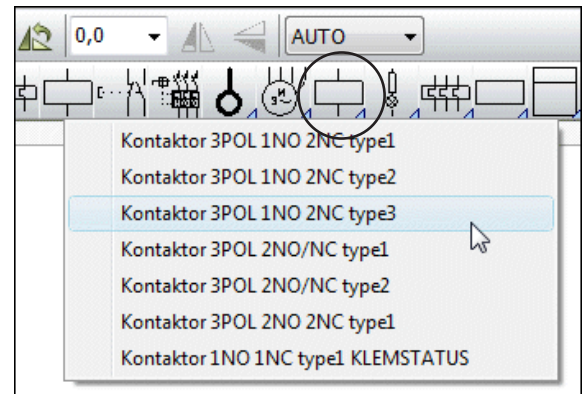 0,0 AUTO
M
3~
Kontaktor 3POL 1NO 2NC type1
Kontaktor 3POL 1NO 2NC type2
Kontaktor 3POL 1NO 2NC type3
Kontaktor 3POL 2NO/NC type1
Kontaktor 3POL 2NO/NC type2
Kontaktor 3POL 2NO 2NC type1
Kontaktor 1NO 1NC type1 KLEMSTATUS